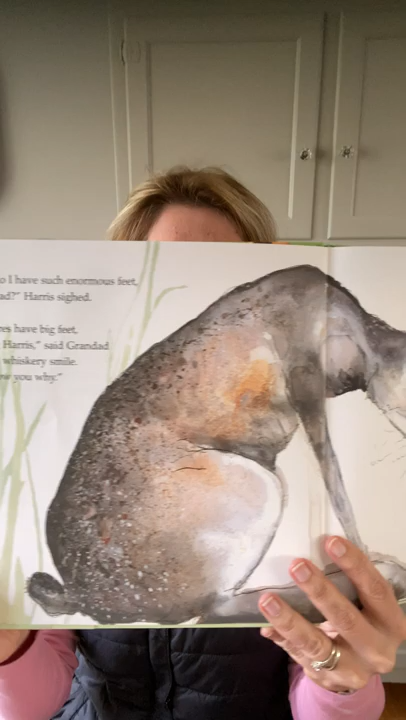 o I have such enormous feet,
ad?" Harris sighed.
es have big feet,
Harris," said Grandad
whiskery smile.
w you why."